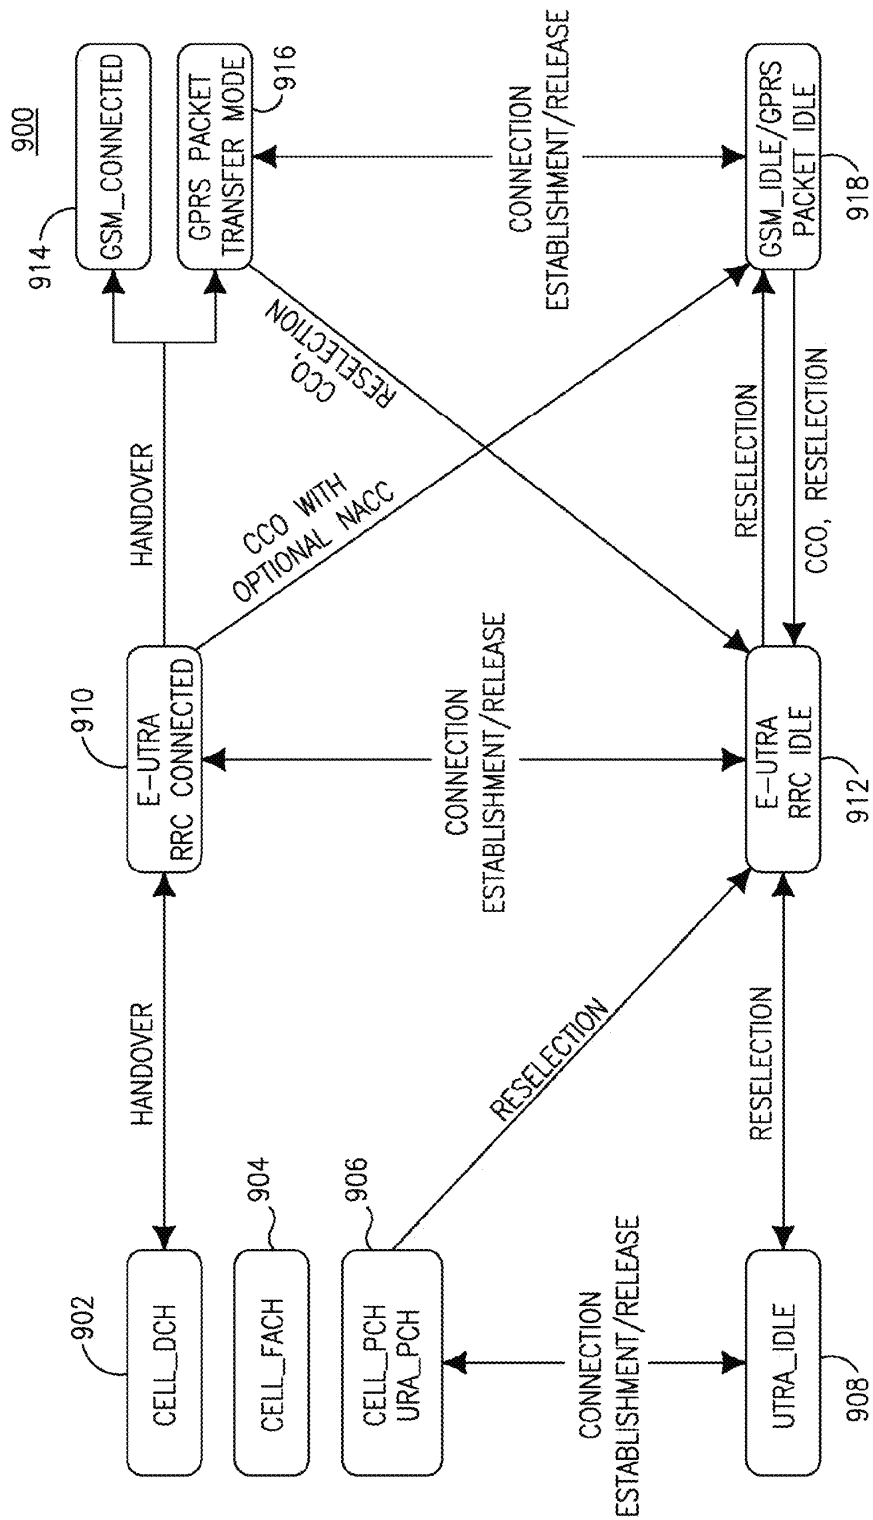 900
902
CELL_DCH
904
CELL_FACH
906
CELL_PCH
URA_PCH
CONNECTION
ESTABLISHMENT/RELEASE
UTRA_IDLE
908
HANDOVER
RESELECTION
RESELECTION
910
E-UTRA
RRC CONNECTED
CONNECTION
ESTABLISHMENT/RELEASE
E-UTRA
RRC IDLE
912
HANDOVER
CCO WITH
OPTIONAL NACC
CCO,
RESELECTION
RESELECTION
CCO, RESELECTION
914
GSM_CONNECTED
GPRS PACKET
TRANSFER MODE
916
CONNECTION
ESTABLISHMENT/RELEASE
GSM_IDLE/GPRS
PACKET IDLE
918